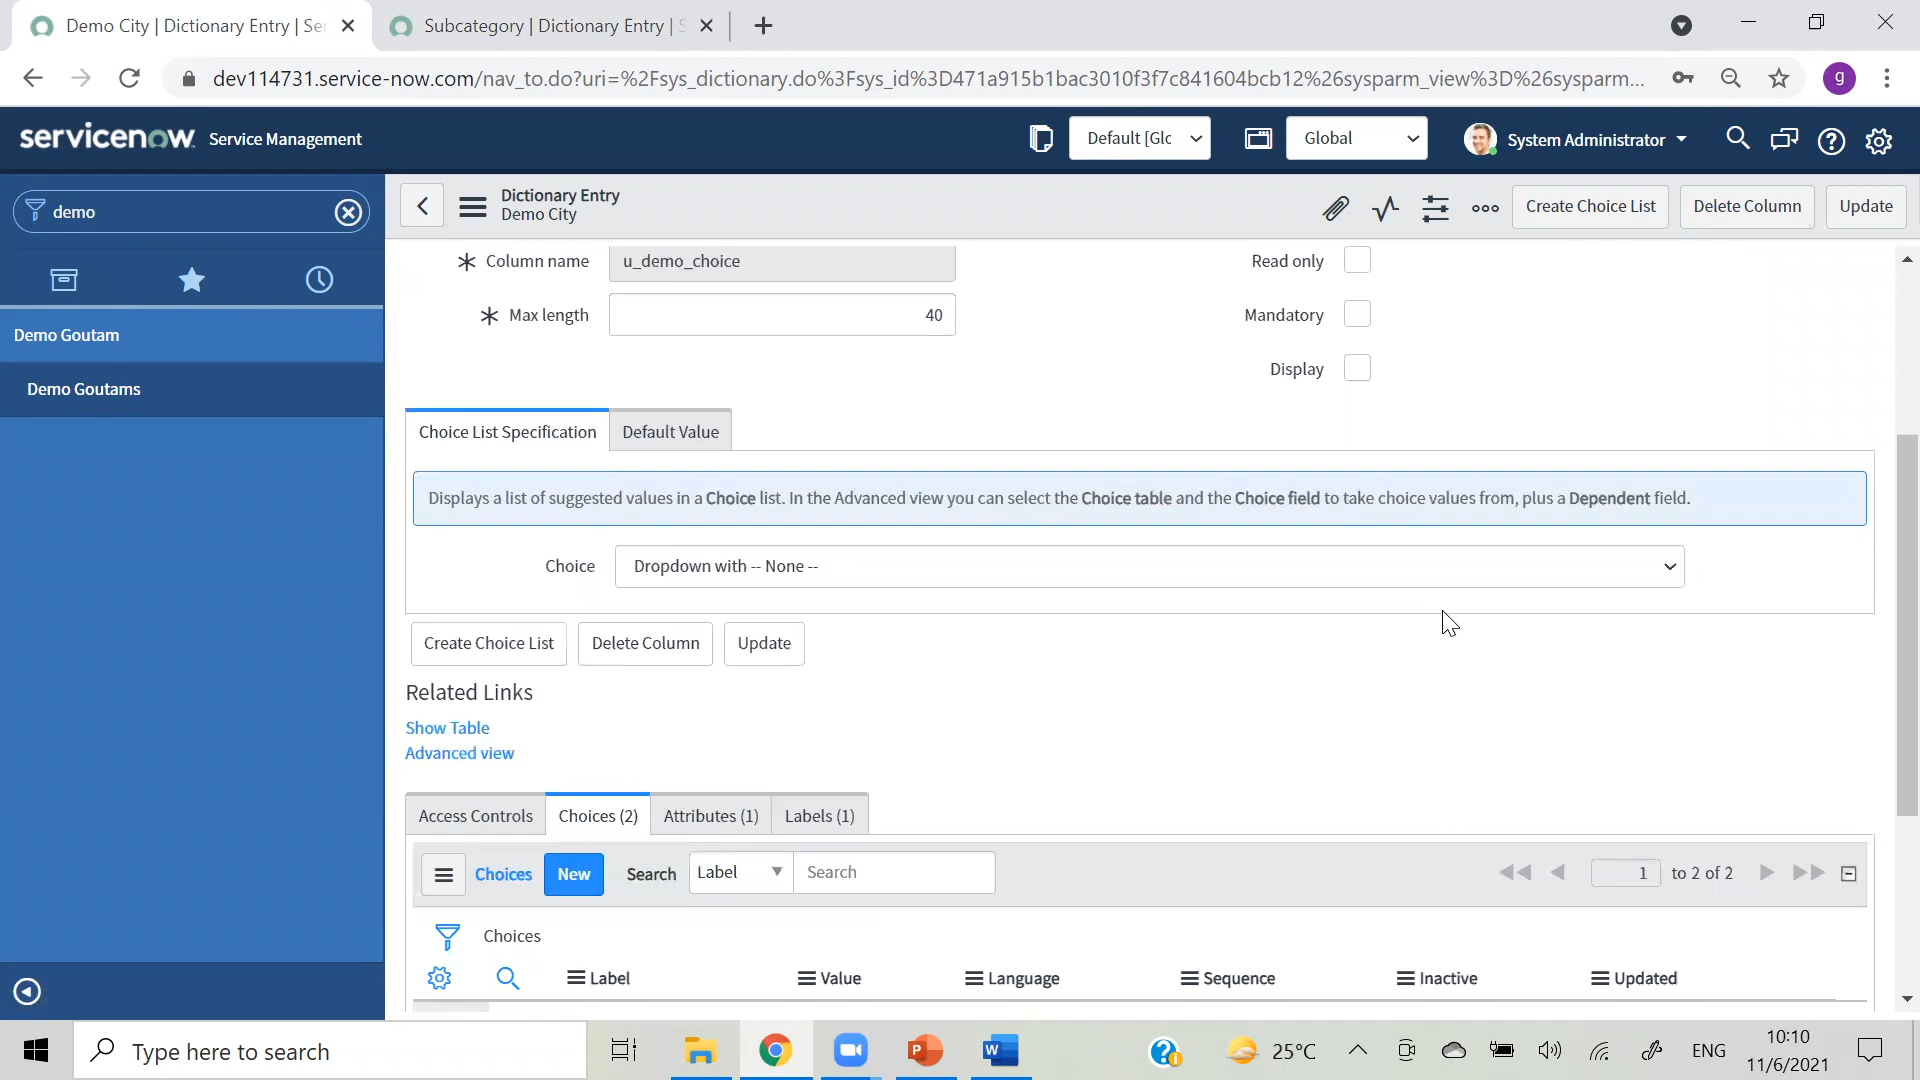 Demo City | Dictionary Entry | Se
Subcategory | Dictionary Entry | S
dev114731.service-now.com/nav_to.do?uri=%2Fsys_dictionary.do%3Fsys_id%3D471a915b1bac3010f3f7c841604bcb12%26sysparm_view%3D%26sysparm...
g
servicenow Service Management
Default [Glo
Global
System Administrator
demo
Dictionary Entry
Demo City
Create Choice List
Delete Column
Update
Demo Goutam
Demo Goutams
Column name
u_demo_choice
Read only
Max length
40
Mandatory
Display
Choice List Specification
Default Value
Displays a list of suggested values in a Choice list. In the Advanced view you can select the Choice table and the Choice field to take choice values from, plus a Dependent field.
Choice
Dropdown with -- None --
Create Choice List
Delete Column
Update
Related Links
Show Table
Advanced view
Access Controls
Choices (2)
Attributes (1)
Labels (1)
Choices
New
Search
Label
Search
1
to 2 of 2
Choices
Label
Value
Language
Sequence
Inactive
Updated
Type here to search
25°C
ENG
10:10
11/6/2021